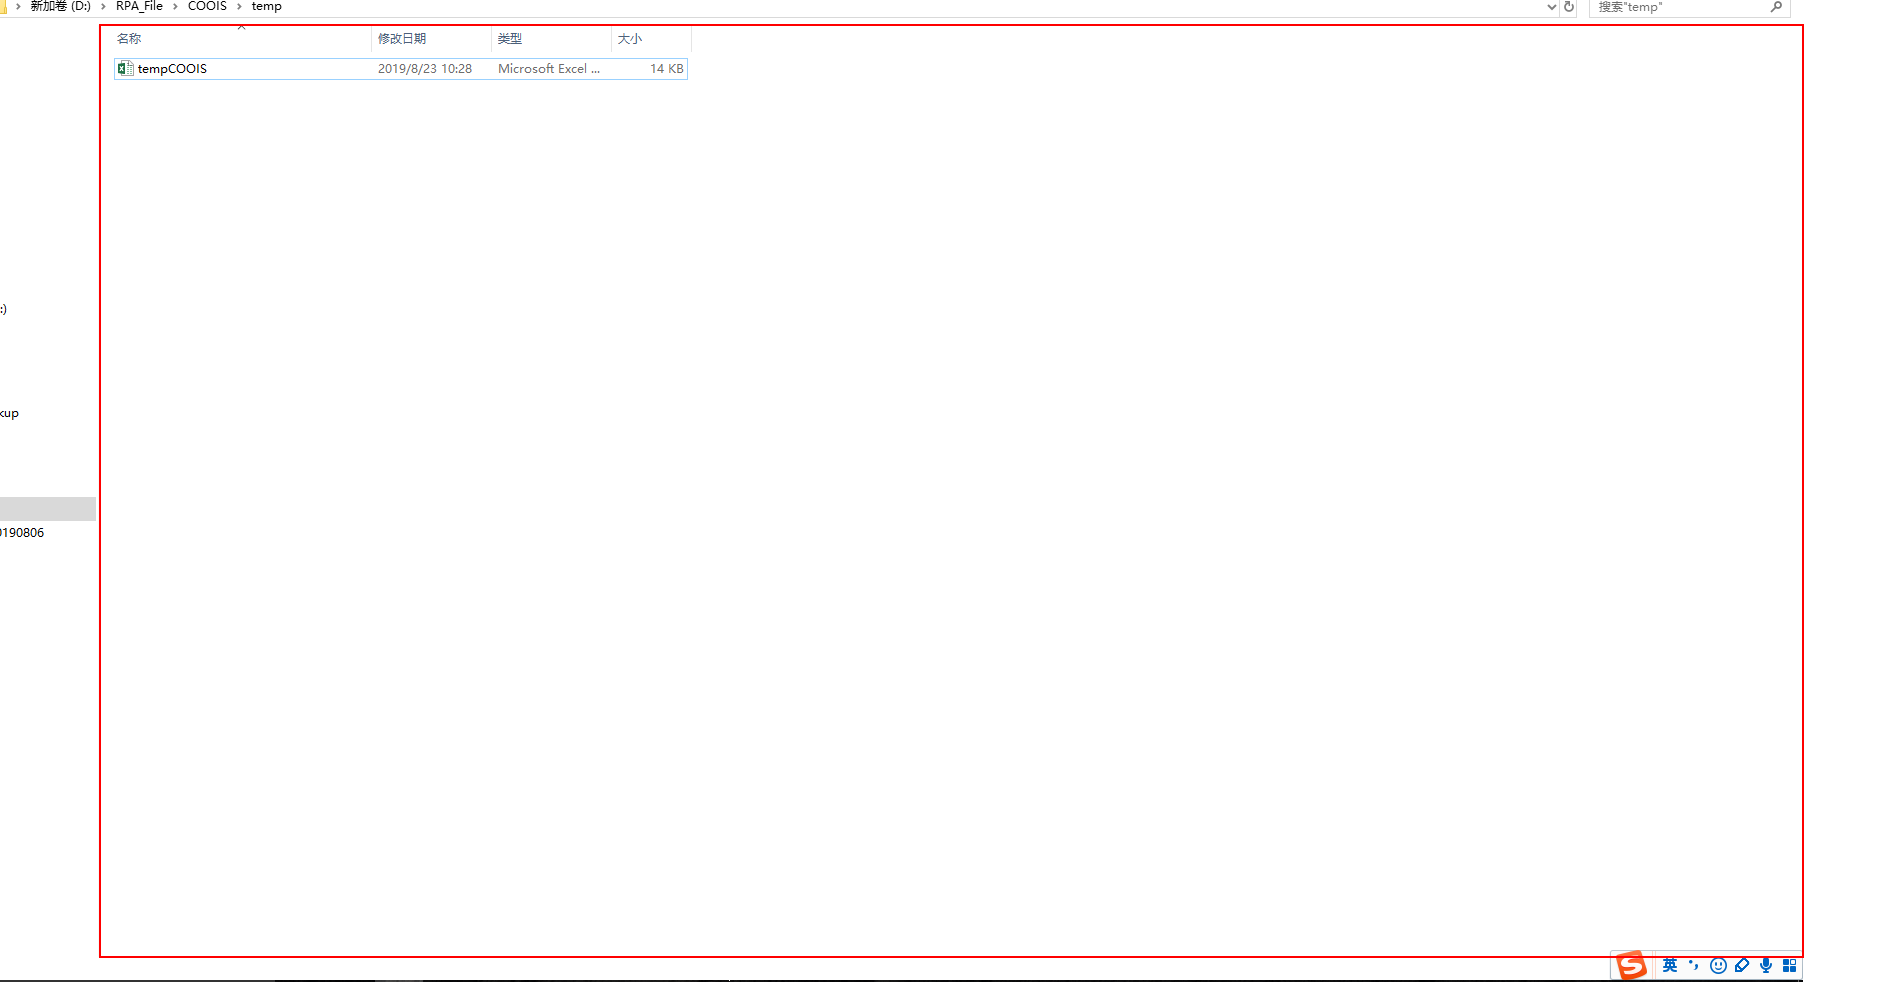 新加卷 (D:) › RPA_File › COOIS › temp
搜索"temp"
名称 修改日期 类型 大小
tempCOOIS 2019/8/23 10:28 Microsoft Excel ... 14 KB
:)
kup
0190806
英